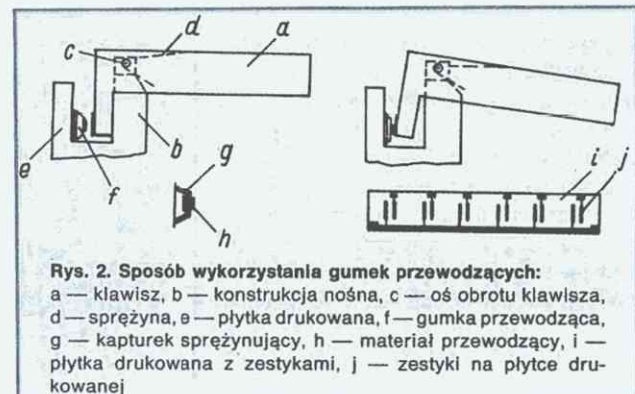 d
c
a
e
b
f
g
h
i
j
Rys. 2. Sposób wykorzystania gumek przewodzących:
a — klawisz, b — konstrukcja nośna, c — oś obrotu klawisza,
d — sprężyna, e — płytka drukowana, f — gumka przewodząca,
g — kapturek sprężynujący, h — materiał przewodzący, i —
płytka drukowana z zestykami, j — zestyki na płytce dru-
kowanej